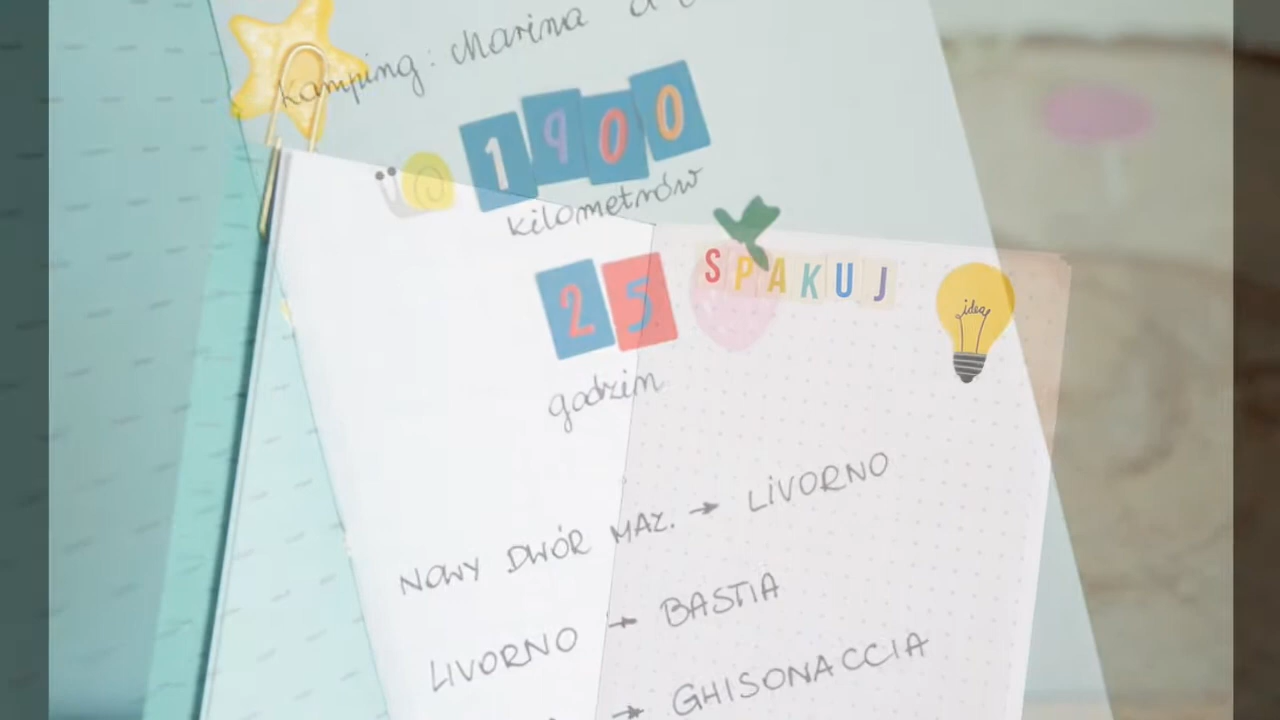 kamping: Marina
1900
kilometrów
SPAKUJ
idea
25
godzin
NOWY DWÓR MAZ. → LIVORNO
LIVORNO → BASTIA
→ GHISONACCIA